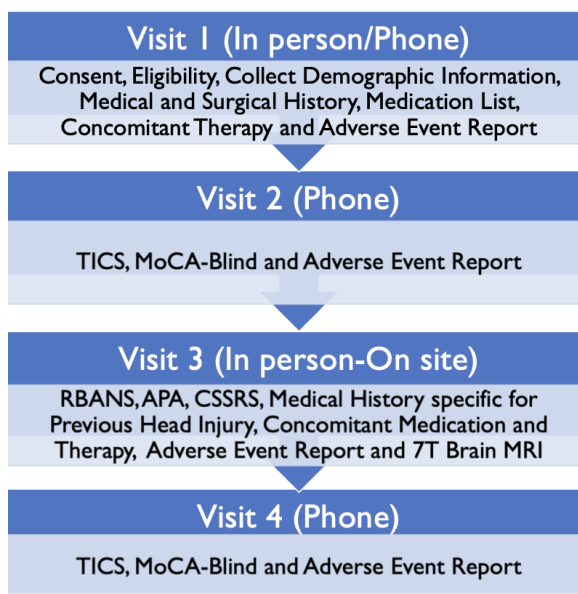 Visit 1 (In person/Phone)
Consent, Eligibility, Collect Demographic Information,
Medical and Surgical History, Medication List,
Concomitant Therapy and Adverse Event Report
Visit 2 (Phone)
TICS, MoCA-Blind and Adverse Event Report
Visit 3 (In person-On site)
RBANS, APA, CSSRS, Medical History specific for
Previous Head Injury, Concomitant Medication and
Therapy, Adverse Event Report and 7T Brain MRI
Visit 4 (Phone)
TICS, MoCA-Blind and Adverse Event Report